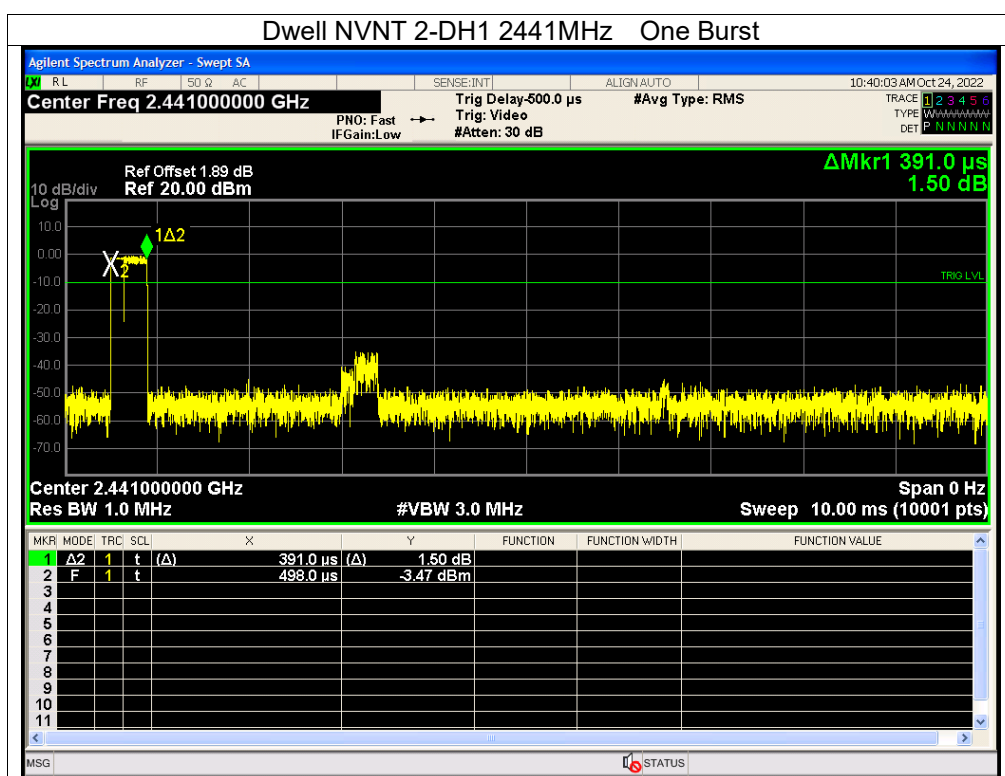 Dwell NVNT 2-DH1 2441MHz One Burst
Agilent Spectrum Analyzer - Swept SA
LXI RL RF 50 Ω AC SENSE:INT ALIGN AUTO 10:40:03 AM Oct 24, 2022
Center Freq 2.441000000 GHz Trig Delay-500.0 µs #Avg Type: RMS TRACE 1 2 3 4 5 6
PNO: Fast Trig: Video TYPE WWWWWW
IFGain:Low #Atten: 30 dB DET P N N N N N
ΔMkr1 391.0 µs
1.50 dB
Ref Offset 1.89 dB
10 dB/div Ref 20.00 dBm
Log
10.0
1Δ2
0.00
X2
-10.0
TRIG LVL
-20.0
-30.0
-40.0
-50.0
-60.0
-70.0
Center 2.441000000 GHz Span 0 Hz
Res BW 1.0 MHz #VBW 3.0 MHz Sweep 10.00 ms (10001 pts)
MKR MODE TRC SCL X Y FUNCTION FUNCTION WIDTH FUNCTION VALUE
1 Δ2 1 t (Δ) 391.0 µs (Δ) 1.50 dB
2 F 1 t 498.0 µs -3.47 dBm
3
4
5
6
7
8
9
10
11
MSG STATUS